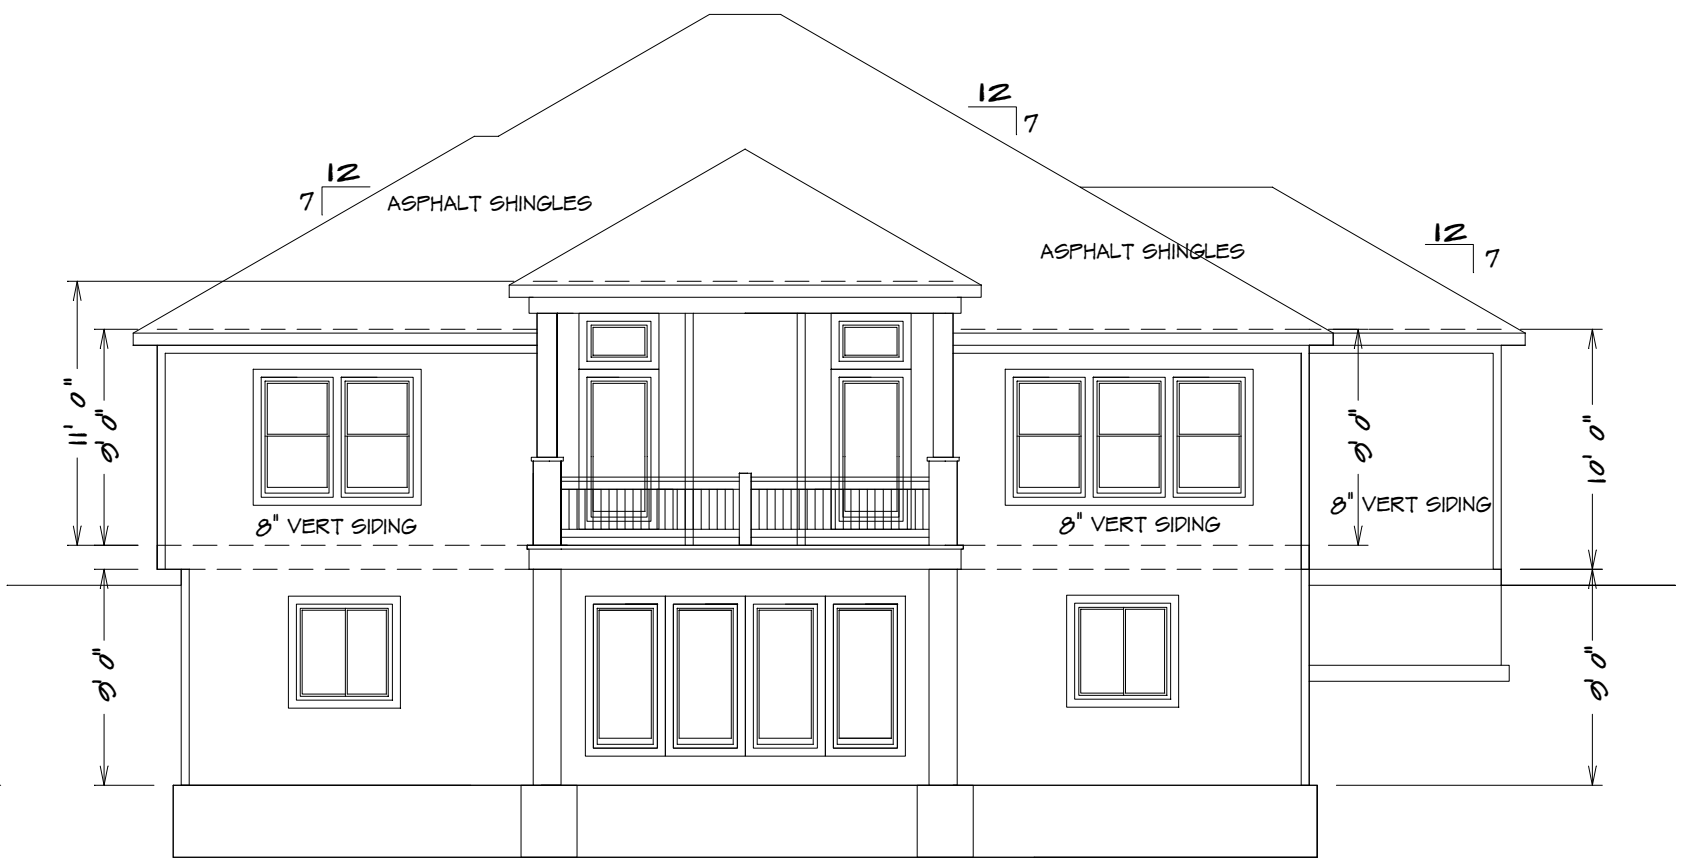 12
7
12
7
ASPHALT SHINGLES
12
7
ASPHALT SHINGLES
11' 0"
9' 0"
9' 0"
10' 0"
8" VERT SIDING
8" VERT SIDING
8" VERT SIDING
9' 0"
9' 0"